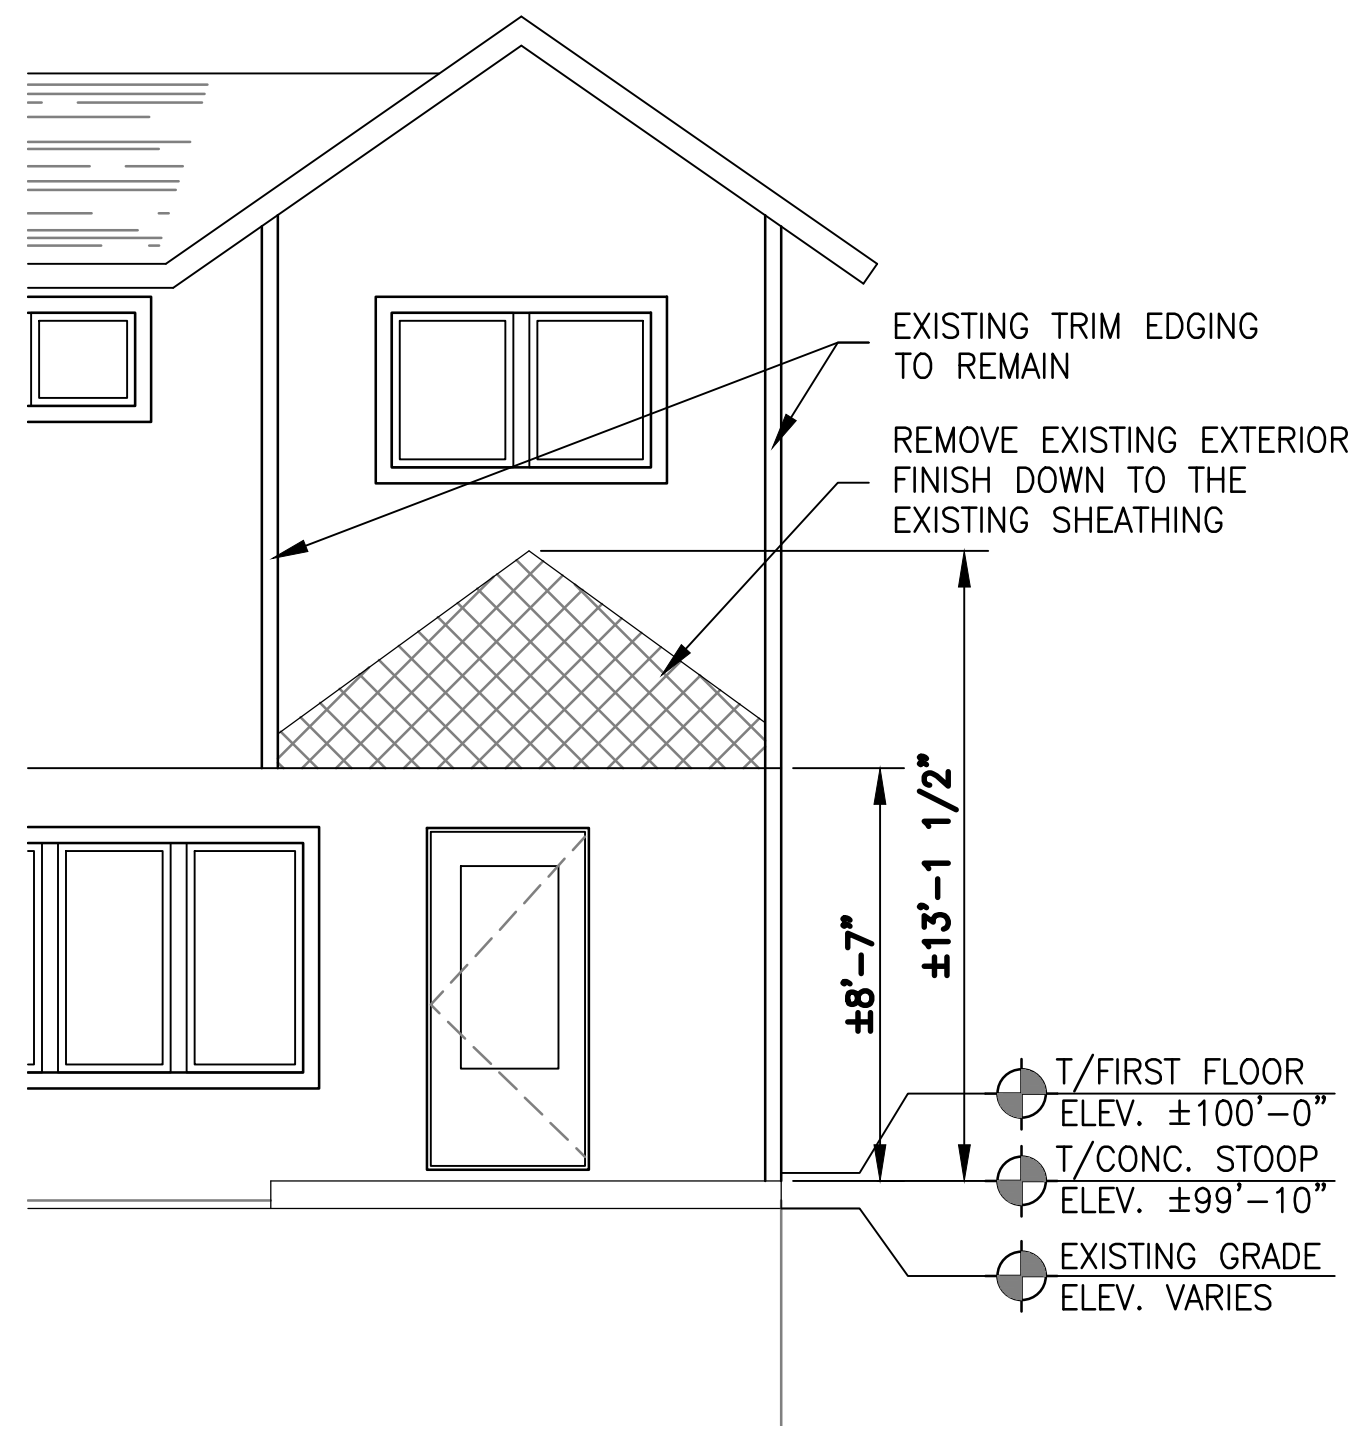 EXISTING TRIM EDGING
TO REMAIN
REMOVE EXISTING EXTERIOR
FINISH DOWN TO THE
EXISTING SHEATHING
±13'-1 1/2"
±8'-7"
T/FIRST FLOOR
ELEV. ±100'-0"
T/CONC. STOOP
ELEV. ±99'-10"
EXISTING GRADE
ELEV. VARIES